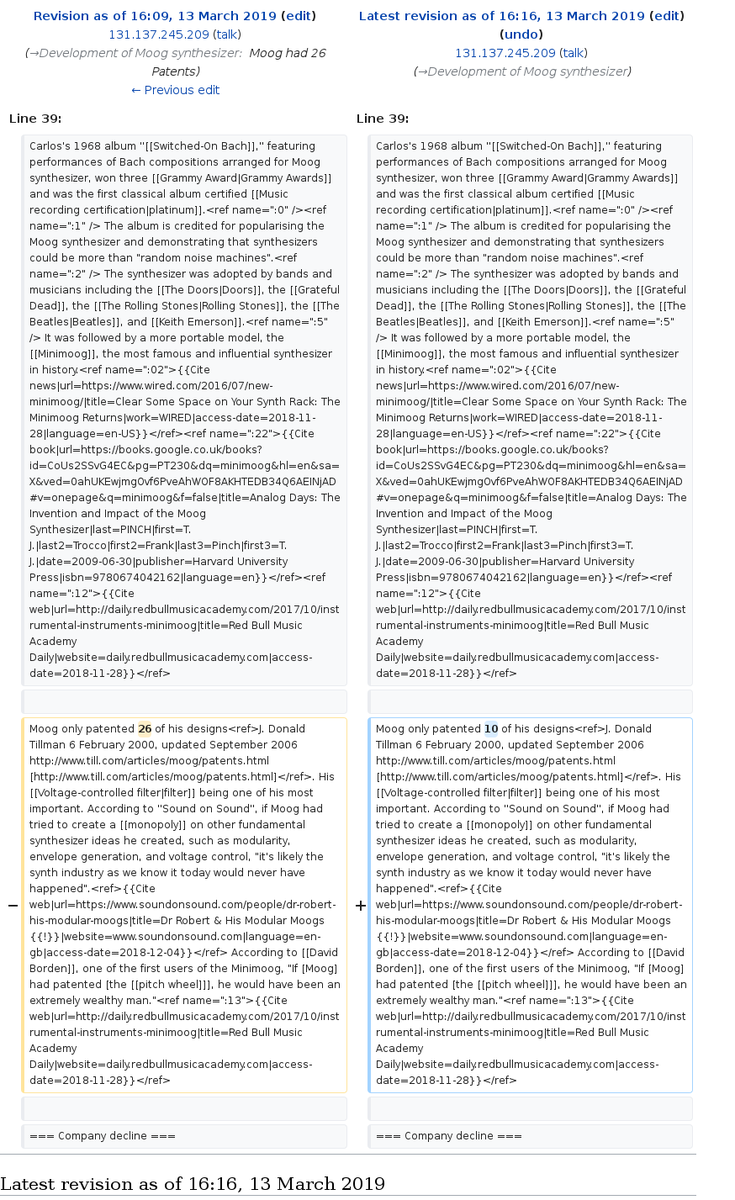 Revision as of 16:09, 13 March 2019 (edit)
131.137.245.209 (talk)
(→Development of Moog synthesizer: Moog had 26
Patents)
← Previous edit
Latest revision as of 16:16, 13 March 2019 (edit)
(undo)
131.137.245.209 (talk)
(→Development of Moog synthesizer)
Line 39:
Carlos's 1968 album ''[[Switched-On Bach]],'' featuring
performances of Bach compositions arranged for Moog
synthesizer, won three [[Grammy Award|Grammy Awards]]
and was the first classical album certified [[Music
recording certification|platinum]].<ref name=":0" /><ref
name=":1" /> The album is credited for popularising the
Moog synthesizer and demonstrating that synthesizers
could be more than "random noise machines".<ref
name=":2" /> The synthesizer was adopted by bands and
musicians including the [[The Doors|Doors]], the [[Grateful
Dead]], the [[The Rolling Stones|Rolling Stones]], the [[The
Beatles|Beatles]], and [[Keith Emerson]].<ref name=":5"
/> It was followed by a more portable model, the
[[Minimoog]], the most famous and influential synthesizer
in history.<ref name=":02">{{Cite
news|url=https://www.wired.com/2016/07/new-
minimoog/|title=Clear Some Space on Your Synth Rack: The
Minimoog Returns|work=WIRED|access-date=2018-11-
28|language=en-US}}</ref><ref name=":22">{{Cite
book|url=https://books.google.co.uk/books?
id=CoUs2SSvG4EC&pg=PT230&dq=minimoog&hl=en&sa=
X&ved=0ahUKEwjmgOvf6PveAhWOF8AKHTEDB34Q6AEINjAD
#v=onepage&q=minimoog&f=false|title=Analog Days: The
Invention and Impact of the Moog
Synthesizer|last=PINCH|first=T.
J.|last2=Trocco|first2=Frank|last3=Pinch|first3=T.
J.|date=2009-06-30|publisher=Harvard University
Press|isbn=9780674042162|language=en}}</ref><ref
name=":12">{{Cite
web|url=http://daily.redbullmusicacademy.com/2017/10/inst
rumental-instruments-minimoog|title=Red Bull Music
Academy
Daily|website=daily.redbullmusicacademy.com|access-
date=2018-11-28}}</ref>
− Moog only patented 26 of his designs<ref>J. Donald
Tillman 6 February 2000, updated September 2006
http://www.till.com/articles/moog/patents.html
[http://www.till.com/articles/moog/patents.html]</ref>. His
[[Voltage-controlled filter|filter]] being one of his most
important. According to ''Sound on Sound'', if Moog had
tried to create a [[monopoly]] on other fundamental
synthesizer ideas he created, such as modularity,
envelope generation, and voltage control, "it's likely the
synth industry as we know it today would never have
happened".<ref>{{Cite
web|url=https://www.soundonsound.com/people/dr-robert-
his-modular-moogs|title=Dr Robert & His Modular Moogs
{{!}}|website=www.soundonsound.com|language=en-
gb|access-date=2018-12-04}}</ref> According to [[David
Borden]], one of the first users of the Minimoog, "If [Moog]
had patented [the [[pitch wheel]]], he would have been an
extremely wealthy man."<ref name=":13">{{Cite
web|url=http://daily.redbullmusicacademy.com/2017/10/inst
rumental-instruments-minimoog|title=Red Bull Music
Academy
Daily|website=daily.redbullmusicacademy.com|access-
date=2018-11-28}}</ref>
=== Company decline ===
Line 39:
Carlos's 1968 album ''[[Switched-On Bach]],'' featuring
performances of Bach compositions arranged for Moog
synthesizer, won three [[Grammy Award|Grammy Awards]]
and was the first classical album certified [[Music
recording certification|platinum]].<ref name=":0" /><ref
name=":1" /> The album is credited for popularising the
Moog synthesizer and demonstrating that synthesizers
could be more than "random noise machines".<ref
name=":2" /> The synthesizer was adopted by bands and
musicians including the [[The Doors|Doors]], the [[Grateful
Dead]], the [[The Rolling Stones|Rolling Stones]], the [[The
Beatles|Beatles]], and [[Keith Emerson]].<ref name=":5"
/> It was followed by a more portable model, the
[[Minimoog]], the most famous and influential synthesizer
in history.<ref name=":02">{{Cite
news|url=https://www.wired.com/2016/07/new-
minimoog/|title=Clear Some Space on Your Synth Rack: The
Minimoog Returns|work=WIRED|access-date=2018-11-
28|language=en-US}}</ref><ref name=":22">{{Cite
book|url=https://books.google.co.uk/books?
id=CoUs2SSvG4EC&pg=PT230&dq=minimoog&hl=en&sa=
X&ved=0ahUKEwjmgOvf6PveAhWOF8AKHTEDB34Q6AEINjAD
#v=onepage&q=minimoog&f=false|title=Analog Days: The
Invention and Impact of the Moog
Synthesizer|last=PINCH|first=T.
J.|last2=Trocco|first2=Frank|last3=Pinch|first3=T.
J.|date=2009-06-30|publisher=Harvard University
Press|isbn=9780674042162|language=en}}</ref><ref
name=":12">{{Cite
web|url=http://daily.redbullmusicacademy.com/2017/10/inst
rumental-instruments-minimoog|title=Red Bull Music
Academy
Daily|website=daily.redbullmusicacademy.com|access-
date=2018-11-28}}</ref>
+ Moog only patented 10 of his designs<ref>J. Donald
Tillman 6 February 2000, updated September 2006
http://www.till.com/articles/moog/patents.html
[http://www.till.com/articles/moog/patents.html]</ref>. His
[[Voltage-controlled filter|filter]] being one of his most
important. According to ''Sound on Sound'', if Moog had
tried to create a [[monopoly]] on other fundamental
synthesizer ideas he created, such as modularity,
envelope generation, and voltage control, "it's likely the
synth industry as we know it today would never have
happened".<ref>{{Cite
web|url=https://www.soundonsound.com/people/dr-robert-
his-modular-moogs|title=Dr Robert & His Modular Moogs
{{!}}|website=www.soundonsound.com|language=en-
gb|access-date=2018-12-04}}</ref> According to [[David
Borden]], one of the first users of the Minimoog, "If [Moog]
had patented [the [[pitch wheel]]], he would have been an
extremely wealthy man."<ref name=":13">{{Cite
web|url=http://daily.redbullmusicacademy.com/2017/10/inst
rumental-instruments-minimoog|title=Red Bull Music
Academy
Daily|website=daily.redbullmusicacademy.com|access-
date=2018-11-28}}</ref>
=== Company decline ===
Latest revision as of 16:16, 13 March 2019